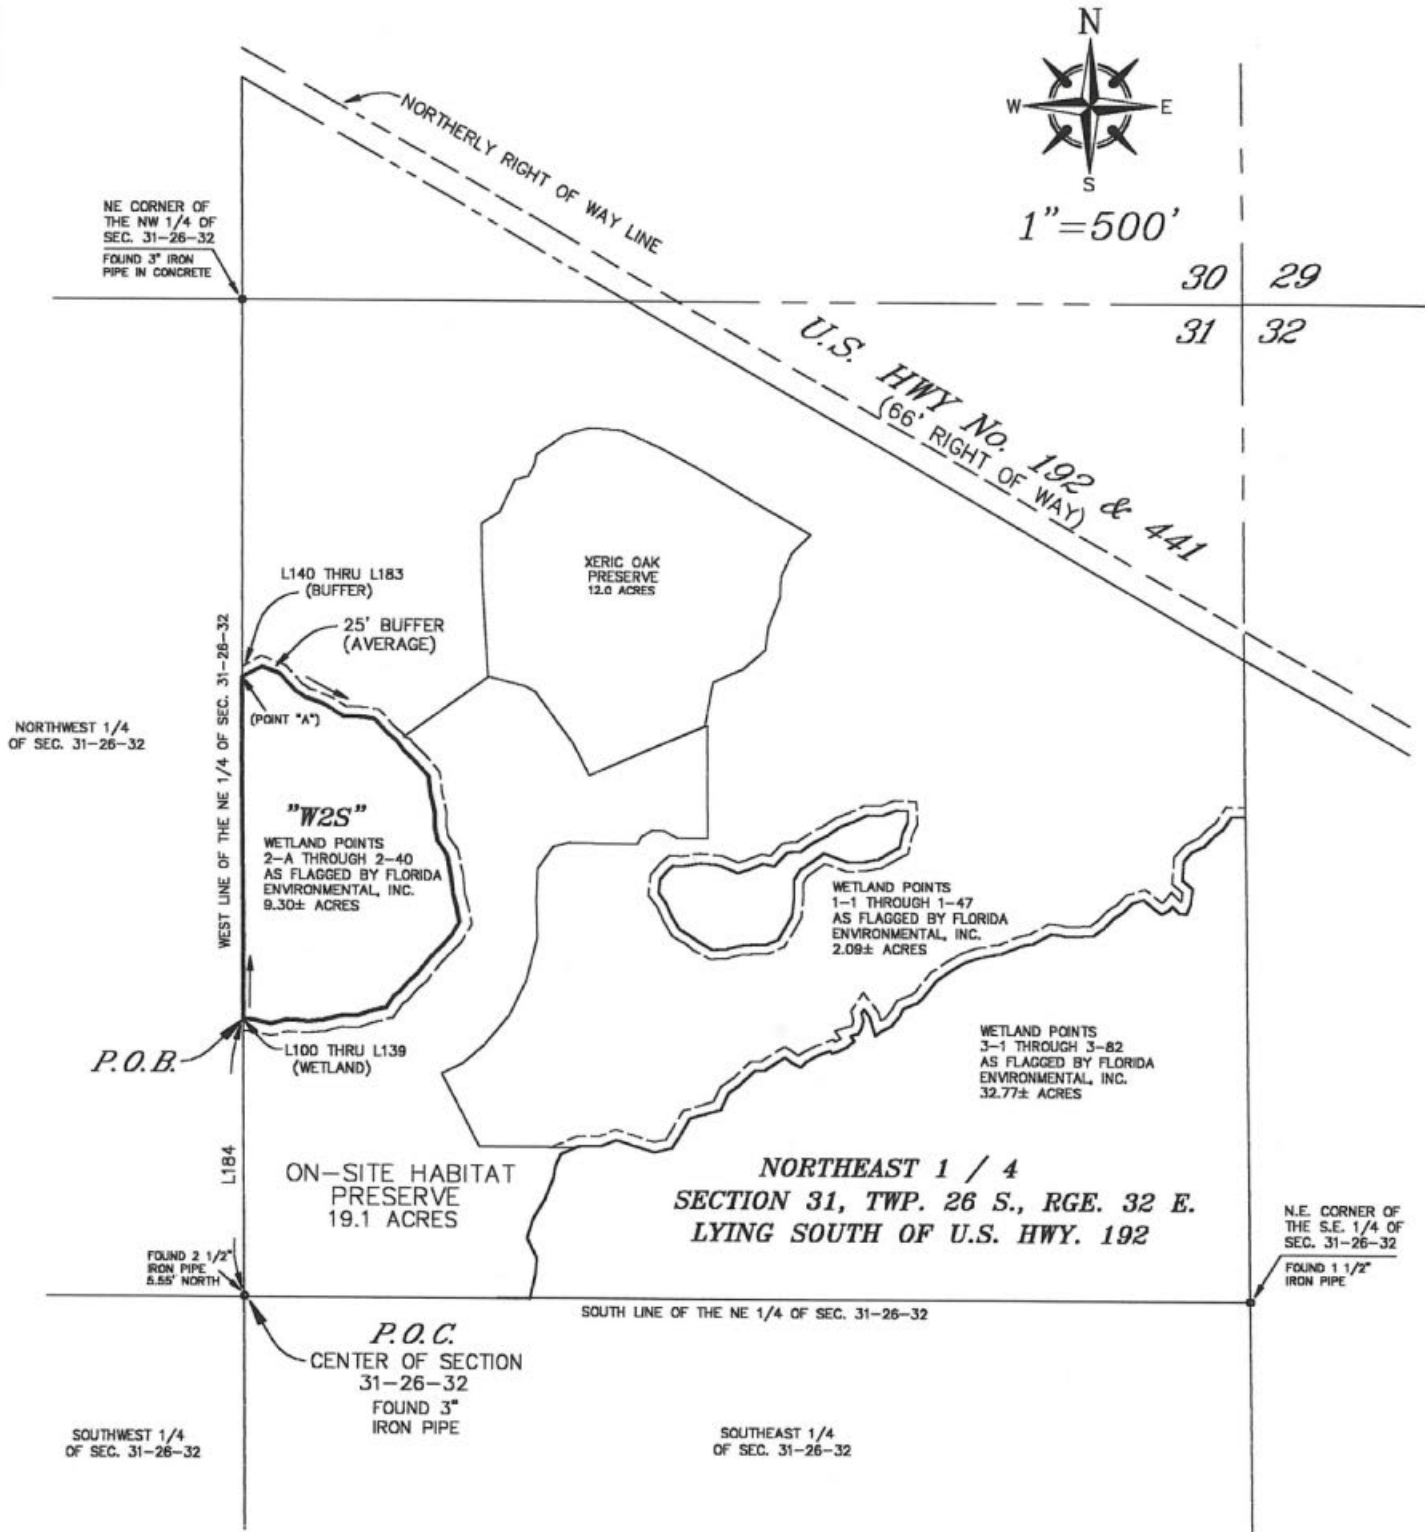 N
W
E
S
1"=500'
NORTHERLY RIGHT OF WAY LINE
NE CORNER OF
THE NW 1/4 OF
SEC. 31-26-32
FOUND 3" IRON
PIPE IN CONCRETE
30
29
31
32
U.S. HWY No. 192 & 441
(66' RIGHT OF WAY)
XERIC OAK
PRESERVE
12.0 ACRES
L140 THRU L183
(BUFFER)
25' BUFFER
(AVERAGE)
WEST LINE OF THE NE 1/4 OF SEC. 31-26-32
(POINT "A")
NORTHWEST 1/4
OF SEC. 31-26-32
"W2S"
WETLAND POINTS
2-A THROUGH 2-40
AS FLAGGED BY FLORIDA
ENVIRONMENTAL, INC.
9.30± ACRES
WETLAND POINTS
1-1 THROUGH 1-47
AS FLAGGED BY FLORIDA
ENVIRONMENTAL, INC.
2.09± ACRES
P.O.B.
L100 THRU L139
(WETLAND)
WETLAND POINTS
3-1 THROUGH 3-82
AS FLAGGED BY FLORIDA
ENVIRONMENTAL, INC.
32.77± ACRES
L184
ON-SITE HABITAT
PRESERVE
19.1 ACRES
NORTHEAST 1 / 4
SECTION 31, TWP. 26 S., RGE. 32 E.
LYING SOUTH OF U.S. HWY. 192
N.E. CORNER OF
THE S.E. 1/4 OF
SEC. 31-26-32
FOUND 1 1/2"
IRON PIPE
FOUND 2 1/2"
IRON PIPE
5.55' NORTH
SOUTH LINE OF THE NE 1/4 OF SEC. 31-26-32
P.O.C.
CENTER OF SECTION
31-26-32
FOUND 3"
IRON PIPE
SOUTHWEST 1/4
OF SEC. 31-26-32
SOUTHEAST 1/4
OF SEC. 31-26-32